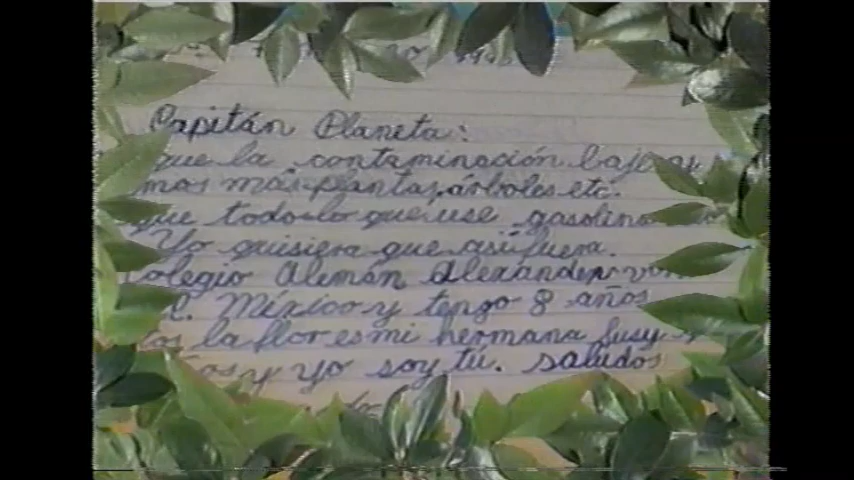 Capitán Planeta:
que la contaminación baje
mos más plantas, árboles etc.
que todo lo que use gasolina
Yo quisiera que así fuera.
Colegio Alemán Alexander von
México y tengo 8 años
la flor es mi hermana Susy
y yo soy tú. saludos